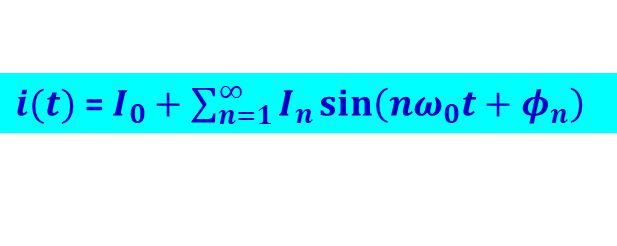 i(t) = I₀ + ∑ₙ₌₁^∞ Iₙ sin(nω₀t + ϕₙ)